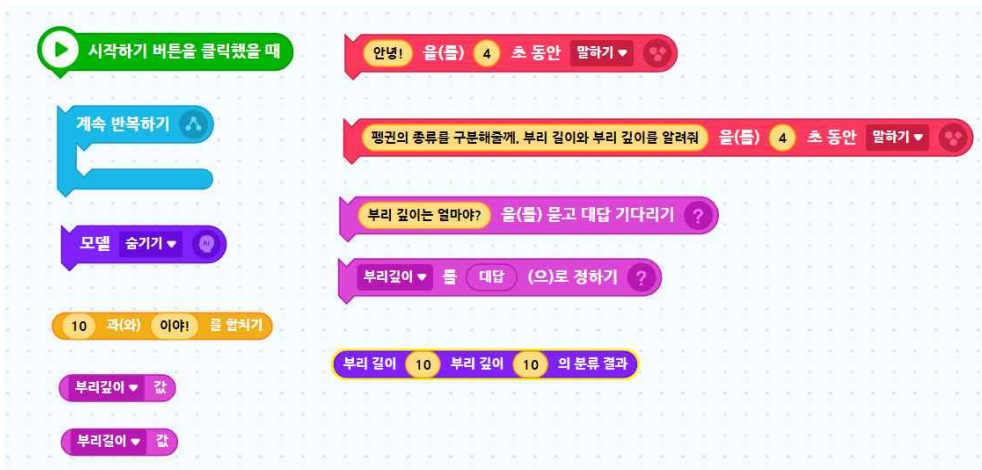 시작하기 버튼을 클릭했을 때
계속 반복하기
모델 숨기기
10 과(와) 이야! 를 합치기
부리깊이 값
부리길이 값
안녕! 을(를) 4 초 동안 말하기
펭귄의 종류를 구분해줄께, 부리 길이와 부리 깊이를 알려줘 을(를) 4 초 동안 말하기
부리 깊이는 얼마야? 을(를) 묻고 대답 기다리기
부리깊이 를 대답 (으)로 정하기
부리 길이 10 부리 깊이 10 의 분류 결과